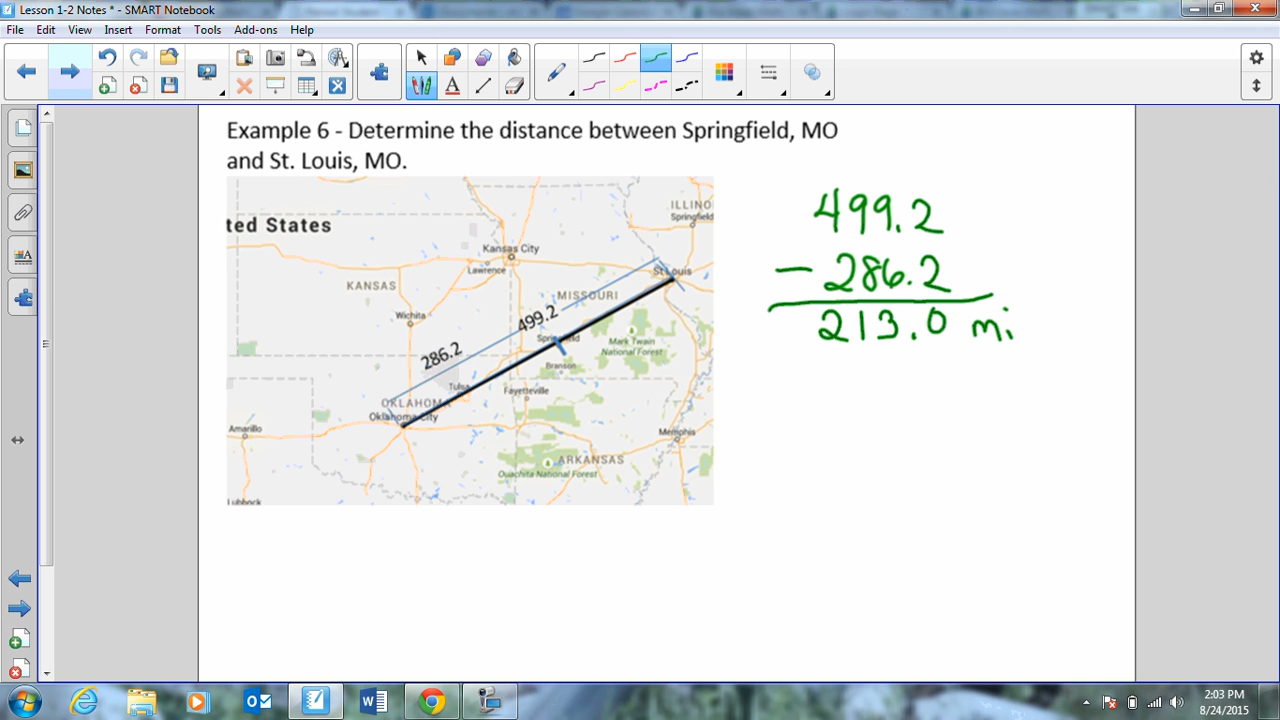 Lesson 1-2 Notes * - SMART Notebook
File Edit View Insert Format Tools Add-ons Help
Example 6 - Determine the distance between Springfield, MO
and St. Louis, MO.
ILLINO
Springfield
ted States
Kansas City
Lawrence
St Louis
KANSAS
MISSOURI
Wichita
499.2
286.2
Mark Twain
National Forest
Branson
Tulsa
Fayetteville
OKLAHOMA
Oklahoma City
Amarillo
Memphis
ARKANSAS
Ouachita National Forest
Lubbock
499.2
- 286.2
213.0 mi
2:03 PM
8/24/2015